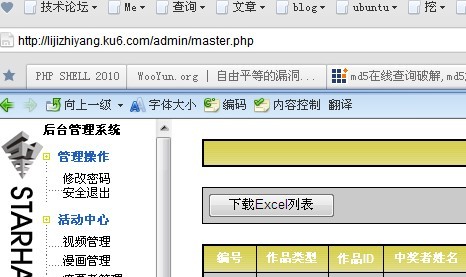 技术论坛 Me 查询 文章 blog ubuntu 挖
http://lijizhiyang.ku6.com/admin/master.php
PHP SHELL 2010 WooYun.org | 自由平等的漏洞... md5在线查询破解,md5
向上一级 字体大小 编码 内容控制 翻译
后台管理系统
管理操作
修改密码
安全退出
活动中心
视频管理
漫画管理
STARHA
下载Excel列表
编号 作品类型 作品ID 中奖者姓名